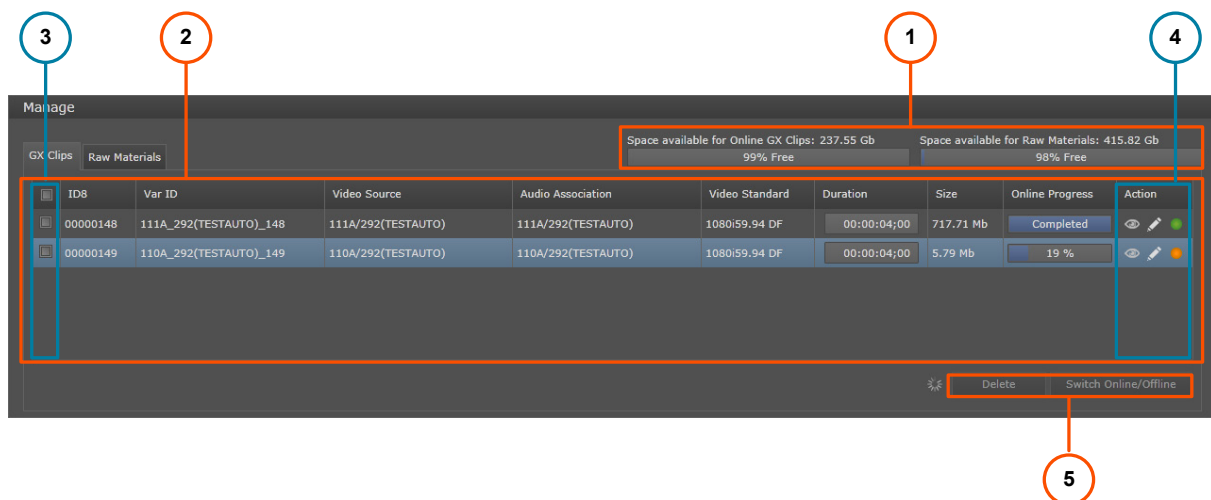 3 2 1 4
Manage
Space available for Online GX Clips: 237.55 Gb Space available for Raw Materials: 415.82 Gb
GX Clips Raw Materials 99% Free 98% Free
ID8 Var ID Video Source Audio Association Video Standard Duration Size Online Progress Action
00000148 111A_292(TESTAUTO)_148 111A/292(TESTAUTO) 111A/292(TESTAUTO) 1080i59.94 DF 00:00:04;00 717.71 Mb Completed
00000149 110A_292(TESTAUTO)_149 110A/292(TESTAUTO) 110A/292(TESTAUTO) 1080i59.94 DF 00:00:04;00 5.79 Mb 19 %
Delete Switch Online/Offline
5